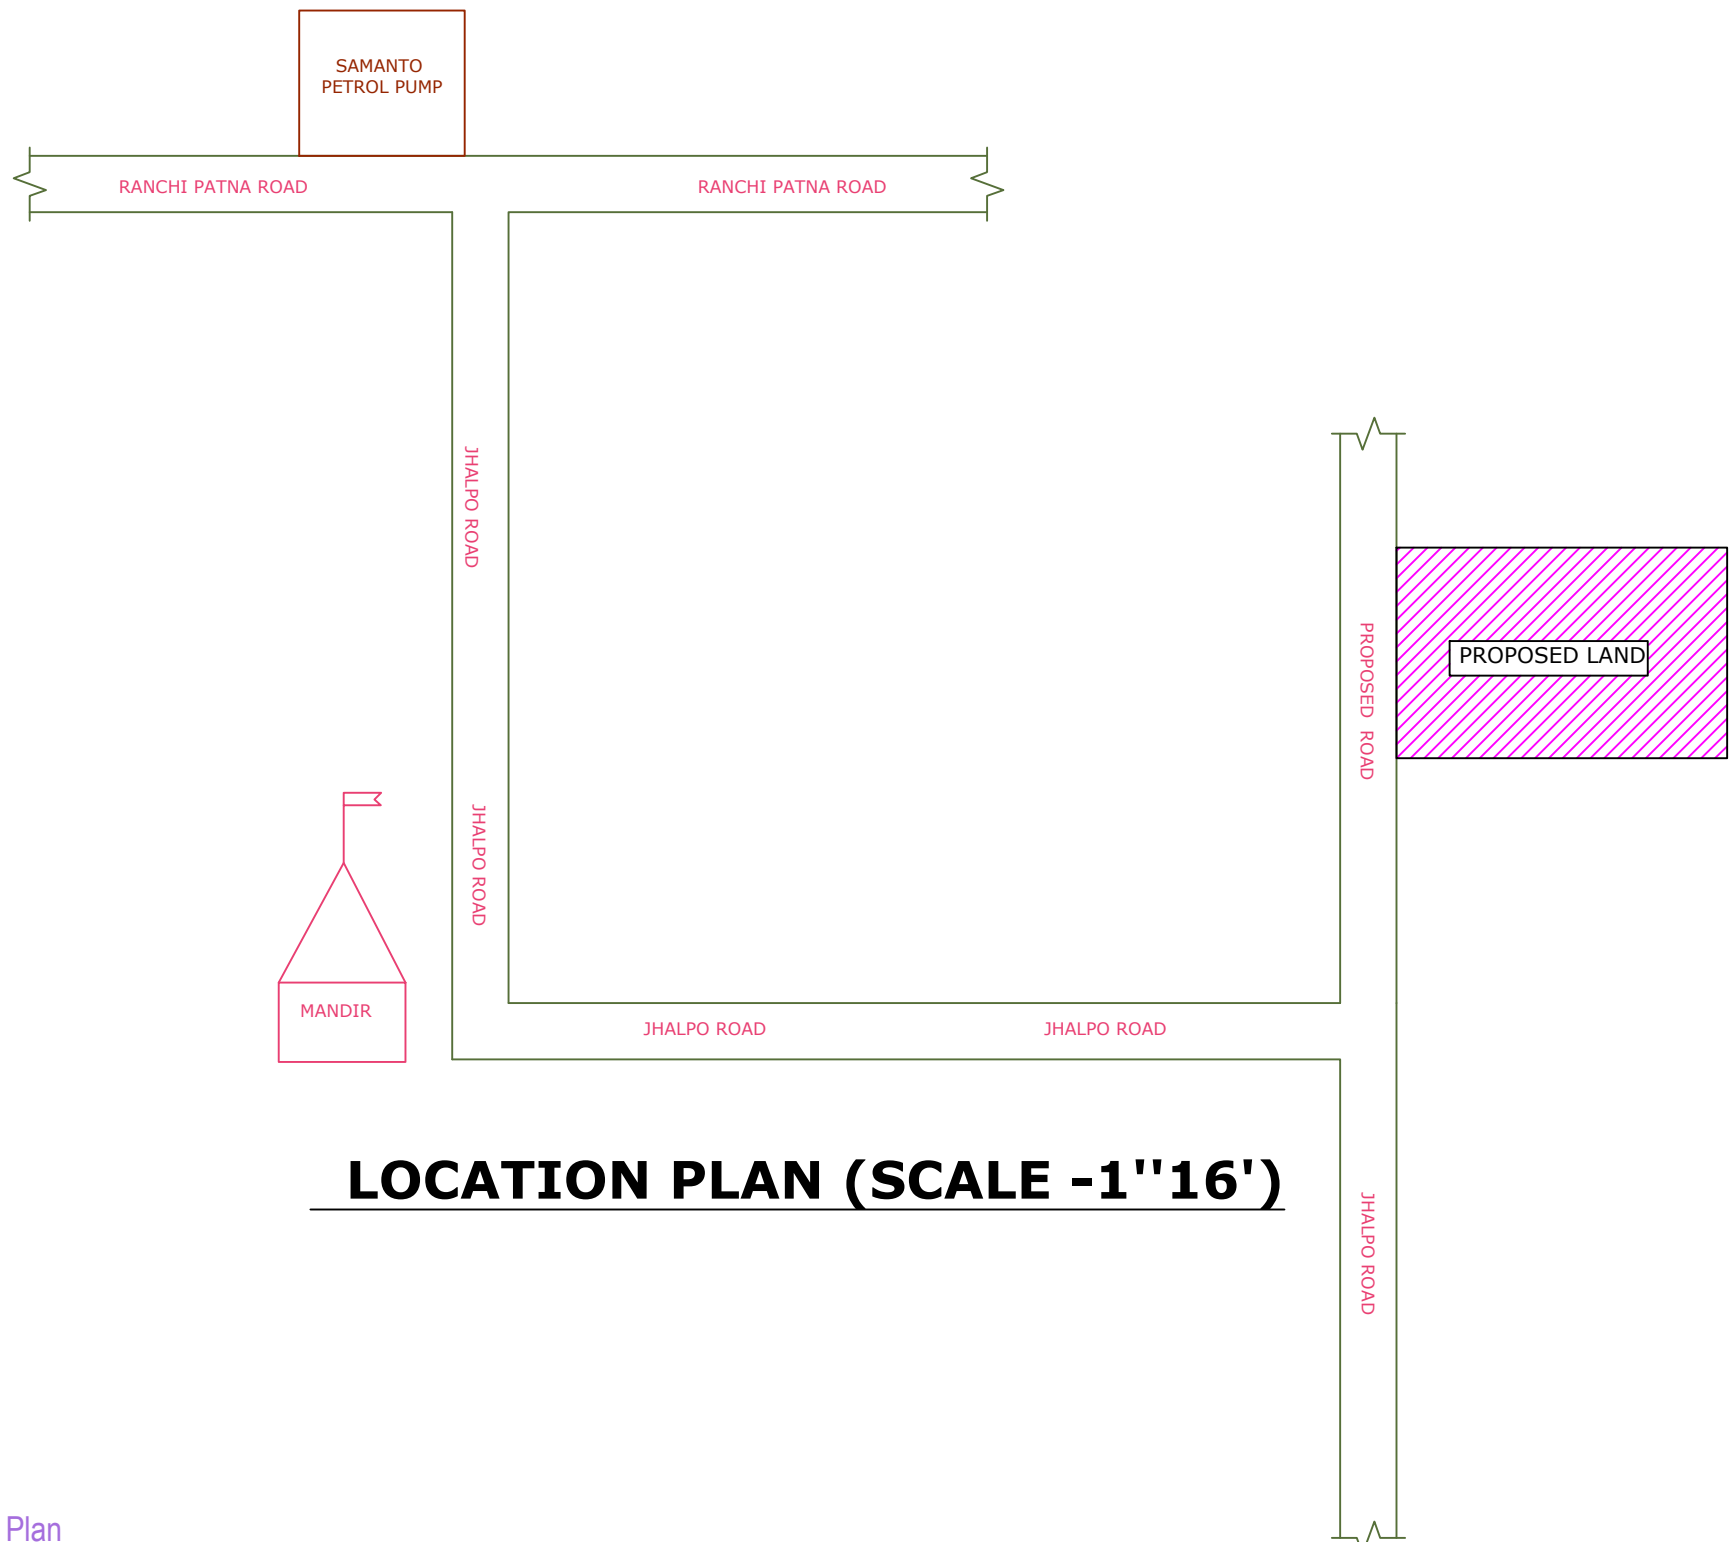 SAMANTO
PETROL PUMP
RANCHI PATNA ROAD
RANCHI PATNA ROAD
JHALPO ROAD
PROPOSED ROAD
PROPOSED LAND
JHALPO ROAD
MANDIR
JHALPO ROAD
JHALPO ROAD
LOCATION PLAN (SCALE -1''16')
JHALPO ROAD
Plan